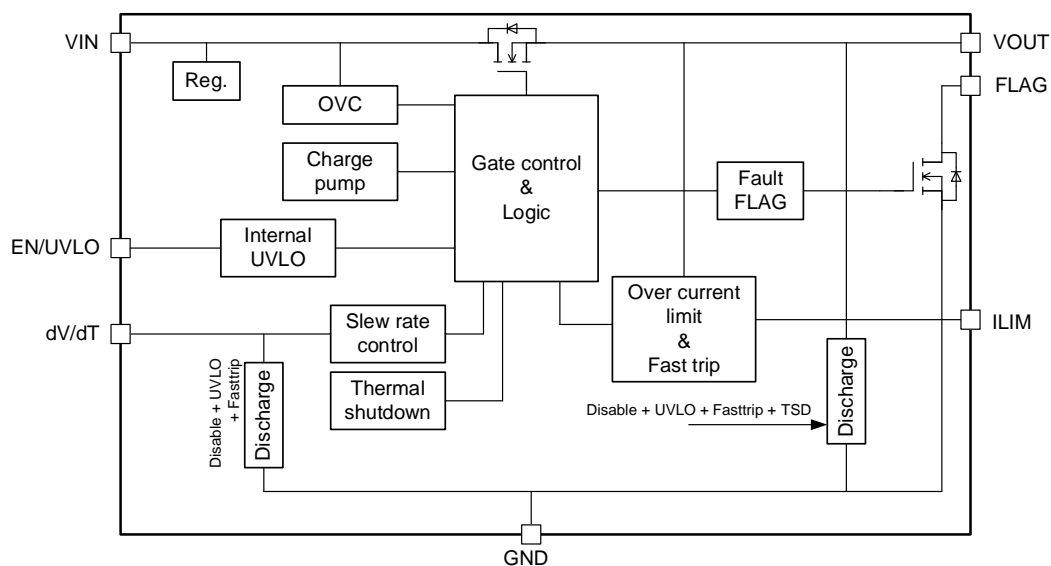 VIN
VOUT
Reg.
OVC
FLAG
Charge
pump
Gate control
&
Logic
Fault
FLAG
EN/UVLO
Internal
UVLO
dV/dT
Slew rate
control
Over current
limit
&
Fast trip
ILIM
Disable + UVLO
+ Fasttrip
Discharge
Thermal
shutdown
Disable + UVLO + Fasttrip + TSD
Discharge
GND